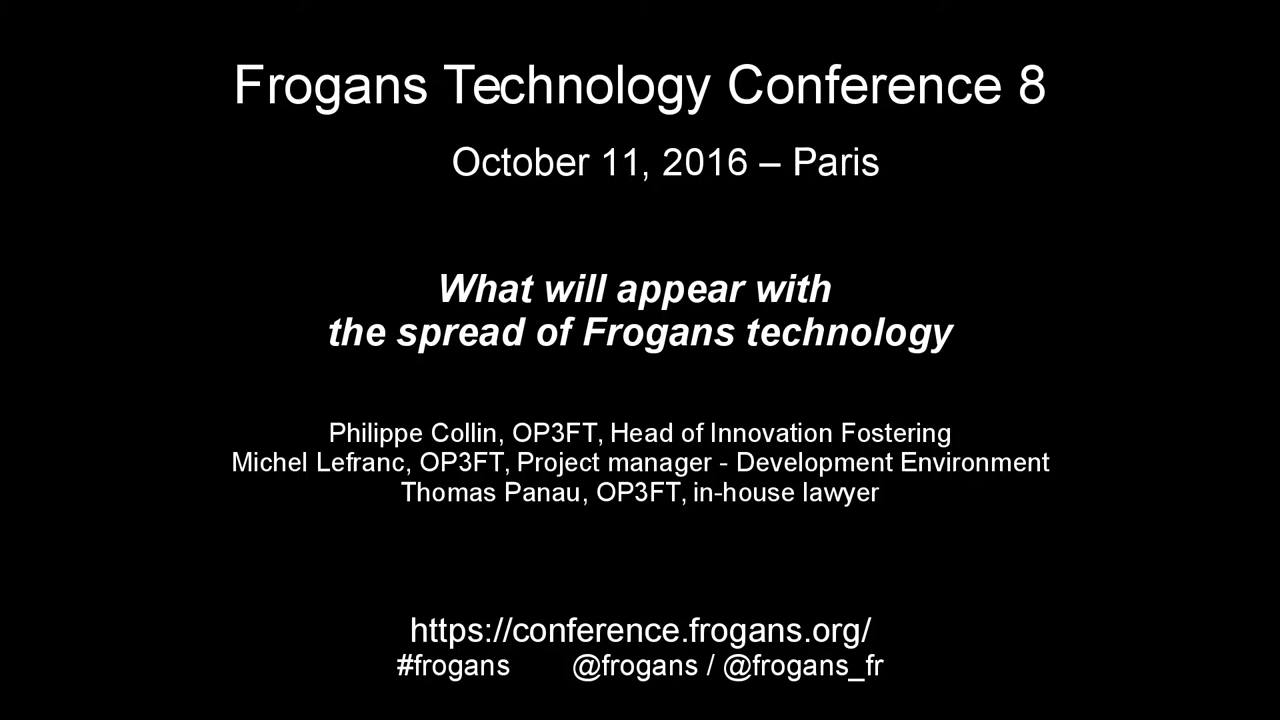 Frogans Technology Conference 8
October 11, 2016 – Paris
What will appear with
the spread of Frogans technology
Philippe Collin, OP3FT, Head of Innovation Fostering
Michel Lefranc, OP3FT, Project manager - Development Environment
Thomas Panau, OP3FT, in-house lawyer
https://conference.frogans.org/
#frogans @frogans / @frogans_fr